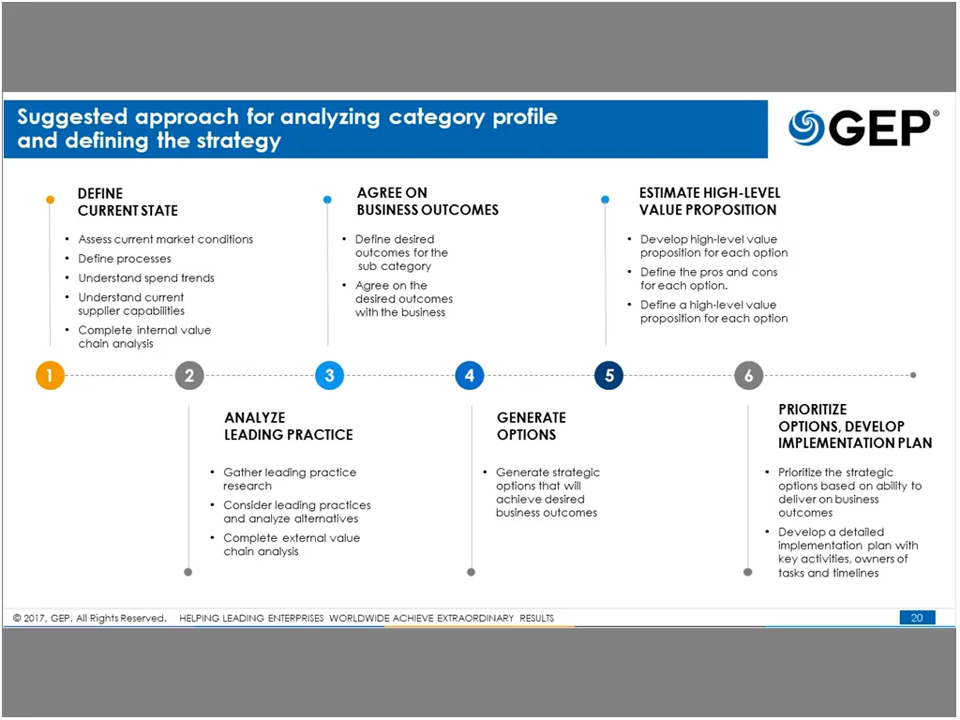 Suggested approach for analyzing category profile
and defining the strategy
GEP®
DEFINE
CURRENT STATE
• Assess current market conditions
• Define processes
• Understand spend trends
• Understand current
supplier capabilities
• Complete internal value
chain analysis
AGREE ON
BUSINESS OUTCOMES
• Define desired
outcomes for the
sub category
• Agree on the
desired outcomes
with the business
ESTIMATE HIGH-LEVEL
VALUE PROPOSITION
• Develop high-level value
proposition for each option
• Define the pros and cons
for each option.
• Define a high-level value
proposition for each option
1
2
3
4
5
6
ANALYZE
LEADING PRACTICE
• Gather leading practice
research
• Consider leading practices
and analyze alternatives
• Complete external value
chain analysis
GENERATE
OPTIONS
• Generate strategic
options that will
achieve desired
business outcomes
PRIORITIZE
OPTIONS, DEVELOP
IMPLEMENTATION PLAN
• Prioritize the strategic
options based on ability to
deliver on business
outcomes
• Develop a detailed
implementation plan with
key activities, owners of
tasks and timelines
© 2017, GEP. All Rights Reserved. HELPING LEADING ENTERPRISES WORLDWIDE ACHIEVE EXTRAORDINARY RESULTS
20